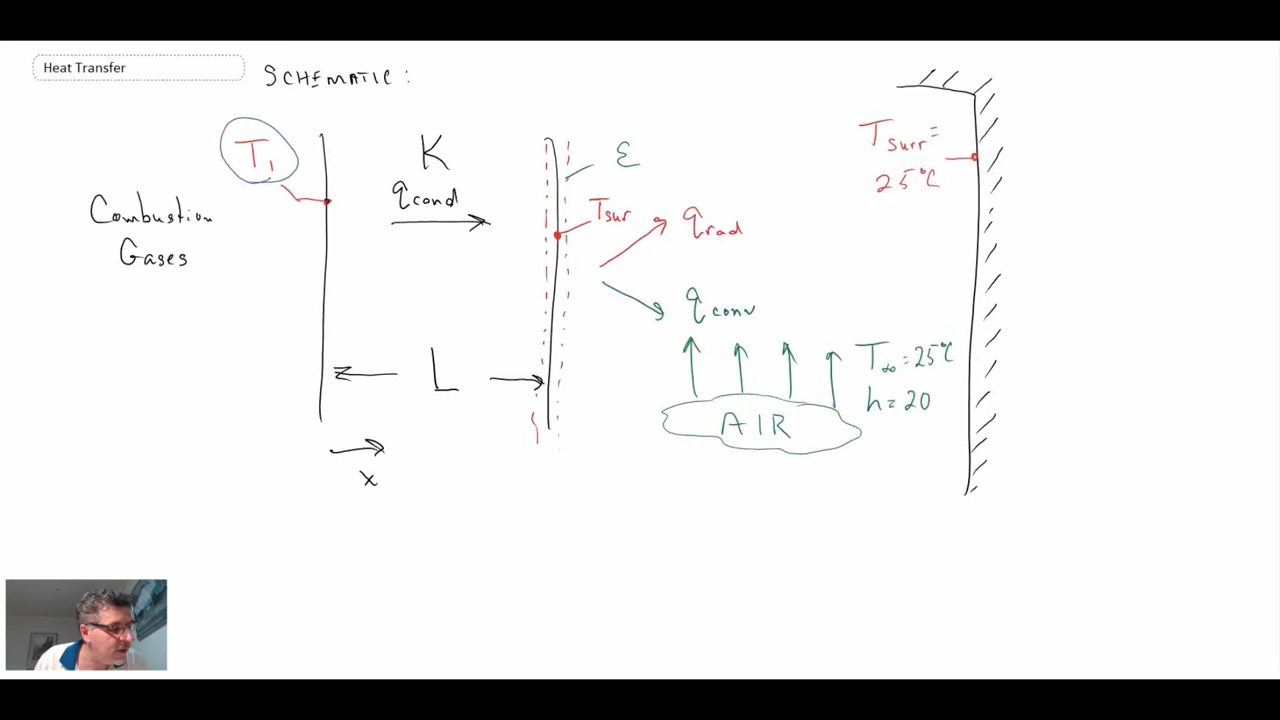 Heat Transfer
SCHEMATIC:
T₁
K
qcond
Combustion
Gases
ε
Tsur
qrad
qconv
Tsurr =
25°C
L
T∞ = 25°C
h = 20
AIR
x